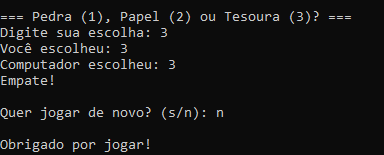 === Pedra (1), Papel (2) ou Tesoura (3)? ===
Digite sua escolha: 3
Você escolheu: 3
Computador escolheu: 3
Empate!
Quer jogar de novo? (s/n): n
Obrigado por jogar!